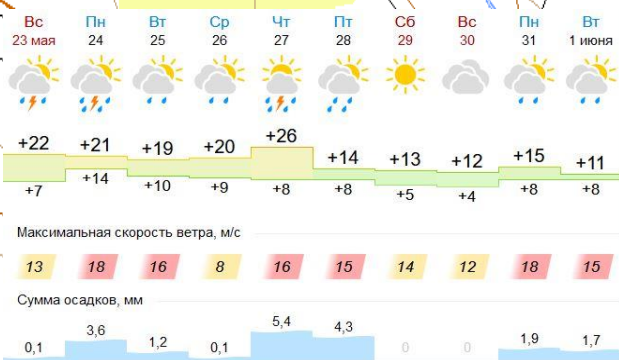 Вс Пн Вт Ср Чт Пт Сб Вс Пн Вт
23 мая 24 25 26 27 28 29 30 31 1 июня
+22 +21 +19 +20 +26 +14 +13 +12 +15 +11
+7 +14 +10 +9 +8 +8 +5 +4 +8 +8
Максимальная скорость ветра, м/с
13 18 16 8 16 15 14 12 18 15
Сумма осадков, мм
0,1 3,6 1,2 0,1 5,4 4,3 0 0 1,9 1,7